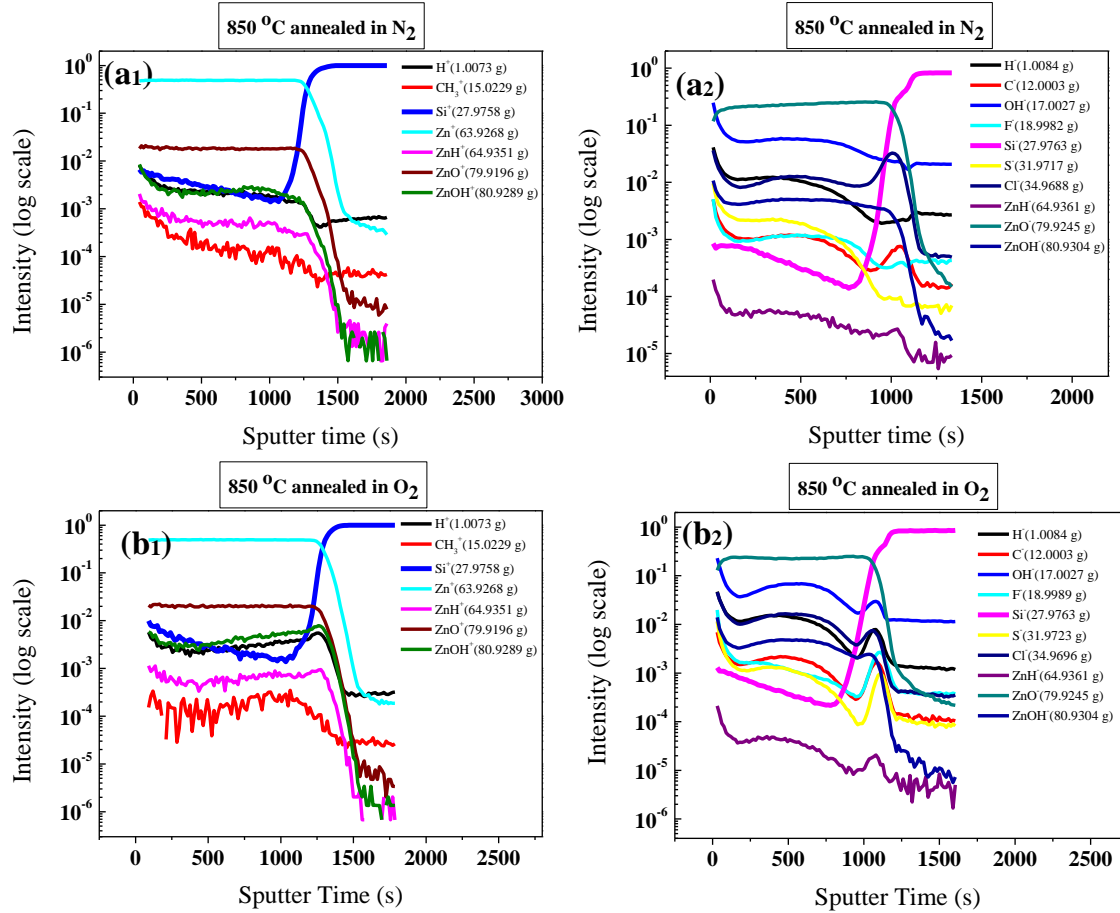 850 °C annealed in N₂
(a₁)
Intensity (log scale)
10⁰
10⁻¹
10⁻²
10⁻³
10⁻⁴
10⁻⁵
10⁻⁶
H⁺(1.0073 g)
CH₃⁺(15.0229 g)
Si⁺(27.9758 g)
Zn⁺(63.9268 g)
ZnH⁺(64.9351 g)
ZnO⁺(79.9196 g)
ZnOH⁺(80.9289 g)
0 500 1000 1500 2000 2500 3000
Sputter time (s)
850 °C annealed in N₂
(a₂)
Intensity (log scale)
10⁰
10⁻¹
10⁻²
10⁻³
10⁻⁴
10⁻⁵
H⁻(1.0084 g)
C⁻(12.0003 g)
OH⁻(17.0027 g)
F⁻(18.9982 g)
Si⁻(27.9763 g)
S⁻(31.9717 g)
Cl⁻(34.9688 g)
ZnH⁻(64.9361 g)
ZnO⁻(79.9245 g)
ZnOH⁻(80.9304 g)
0 500 1000 1500 2000
Sputter time (s)
850 °C annealed in O₂
(b₁)
Intensity (log scale)
10⁰
10⁻¹
10⁻²
10⁻³
10⁻⁴
10⁻⁵
10⁻⁶
H⁺(1.0073 g)
CH₃⁺(15.0229 g)
Si⁺(27.9758 g)
Zn⁺(63.9268 g)
ZnH⁺(64.9351 g)
ZnO⁺(79.9196 g)
ZnOH⁺(80.9289 g)
0 500 1000 1500 2000 2500
Sputter Time (s)
850 °C annealed in O₂
(b₂)
Intensity (log scale)
10⁰
10⁻¹
10⁻²
10⁻³
10⁻⁴
10⁻⁵
10⁻⁶
H⁻(1.0084 g)
C⁻(12.0003 g)
OH⁻(17.0027 g)
F⁻(18.9989 g)
Si⁻(27.9763 g)
S⁻(31.9723 g)
Cl⁻(34.9696 g)
ZnH⁻(64.9361 g)
ZnO⁻(79.9245 g)
ZnOH⁻(80.9304 g)
0 500 1000 1500 2000 2500
Sputter Time (s)